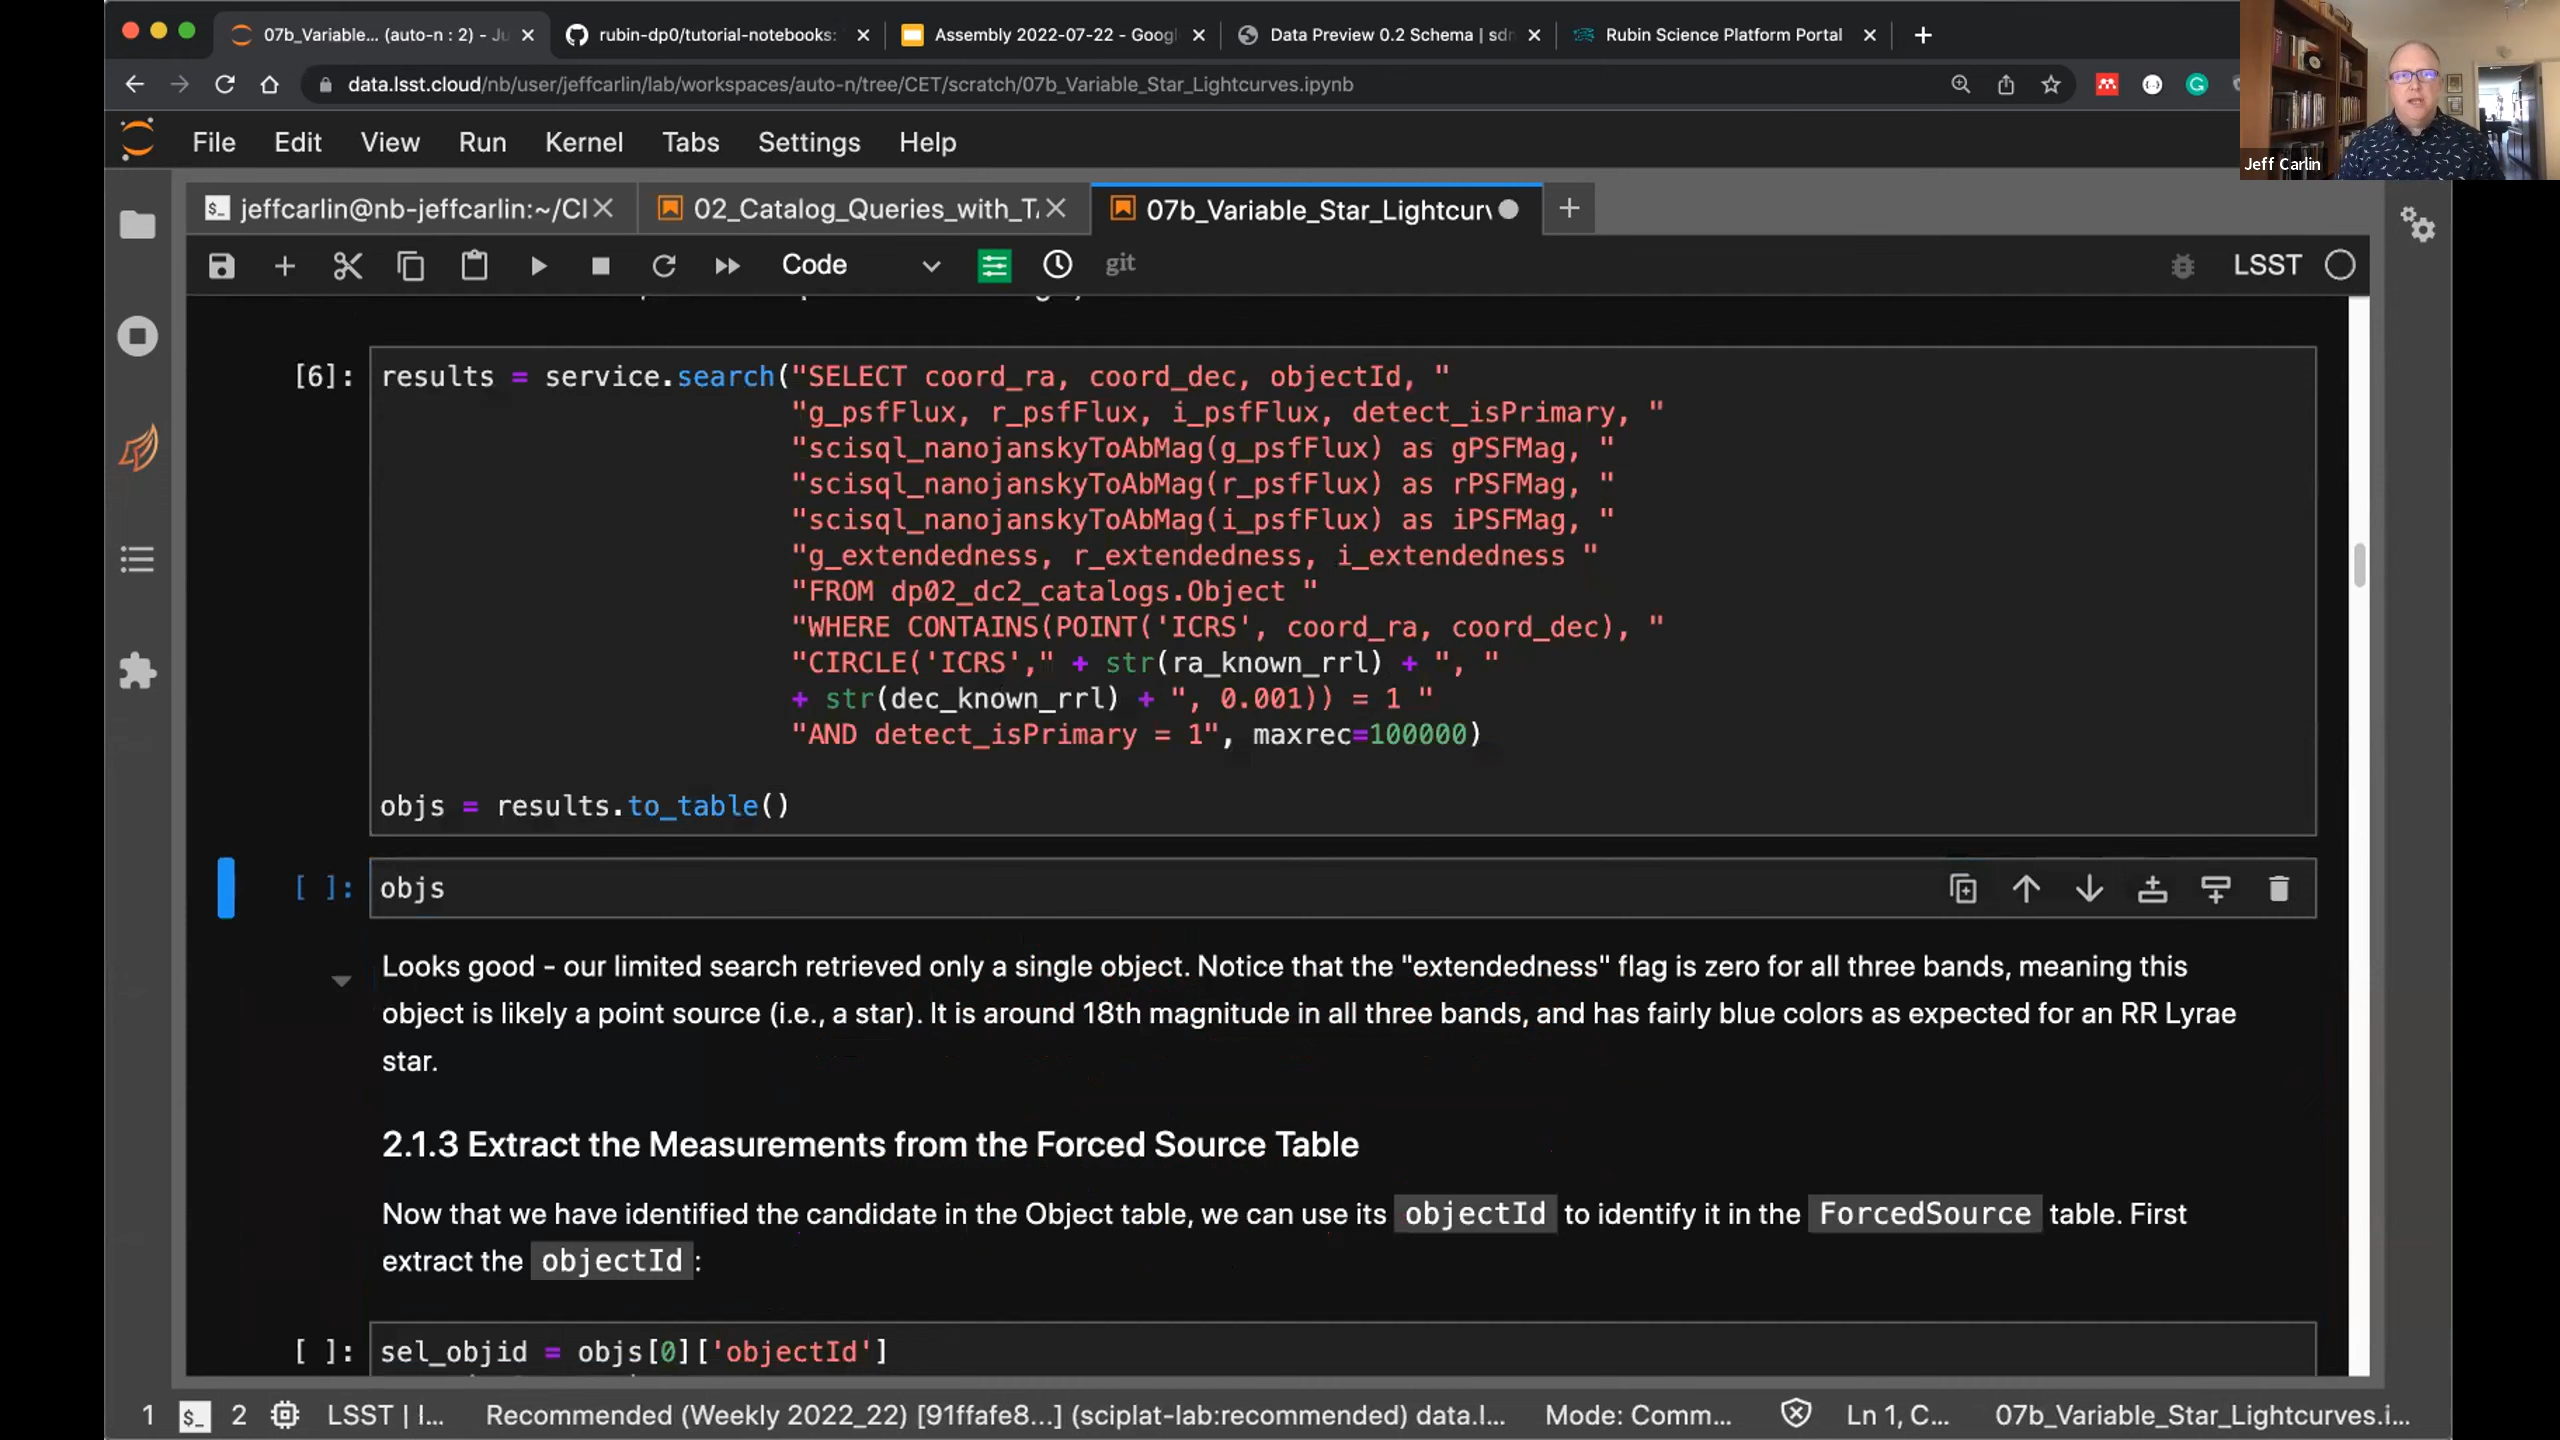 07b_Variable... (auto-n : 2) - Ju
rubin-dp0/tutorial-notebooks:
Assembly 2022-07-22 - Googl
Data Preview 0.2 Schema | sdr
Rubin Science Platform Portal
data.lsst.cloud/nb/user/jeffcarlin/lab/workspaces/auto-n/tree/CET/scratch/07b_Variable_Star_Lightcurves.ipynb
Jeff Carlin
File Edit View Run Kernel Tabs Settings Help
jeffcarlin@nb-jeffcarlin:~/CI
02_Catalog_Queries_with_TA
07b_Variable_Star_Lightcurv
Code
git
LSST
[6]: results = service.search("SELECT coord_ra, coord_dec, objectId, "
"g_psfFlux, r_psfFlux, i_psfFlux, detect_isPrimary, "
"scisql_nanojanskyToAbMag(g_psfFlux) as gPSFMag, "
"scisql_nanojanskyToAbMag(r_psfFlux) as rPSFMag, "
"scisql_nanojanskyToAbMag(i_psfFlux) as iPSFMag, "
"g_extendedness, r_extendedness, i_extendedness "
"FROM dp02_dc2_catalogs.Object "
"WHERE CONTAINS(POINT('ICRS', coord_ra, coord_dec), "
"CIRCLE('ICRS'," + str(ra_known_rrl) + ", "
+ str(dec_known_rrl) + ", 0.001)) = 1 "
"AND detect_isPrimary = 1", maxrec=100000)
objs = results.to_table()
[ ]: objs
Looks good - our limited search retrieved only a single object. Notice that the "extendedness" flag is zero for all three bands, meaning this
object is likely a point source (i.e., a star). It is around 18th magnitude in all three bands, and has fairly blue colors as expected for an RR Lyrae
star.
2.1.3 Extract the Measurements from the Forced Source Table
Now that we have identified the candidate in the Object table, we can use its objectId to identify it in the ForcedSource table. First
extract the objectId :
[ ]: sel_objid = objs[0]['objectId']
1 $_ 2 LSST | I... Recommended (Weekly 2022_22) [91ffafe8...] (sciplat-lab:recommended) data.l... Mode: Comm... Ln 1, C... 07b_Variable_Star_Lightcurves.i...